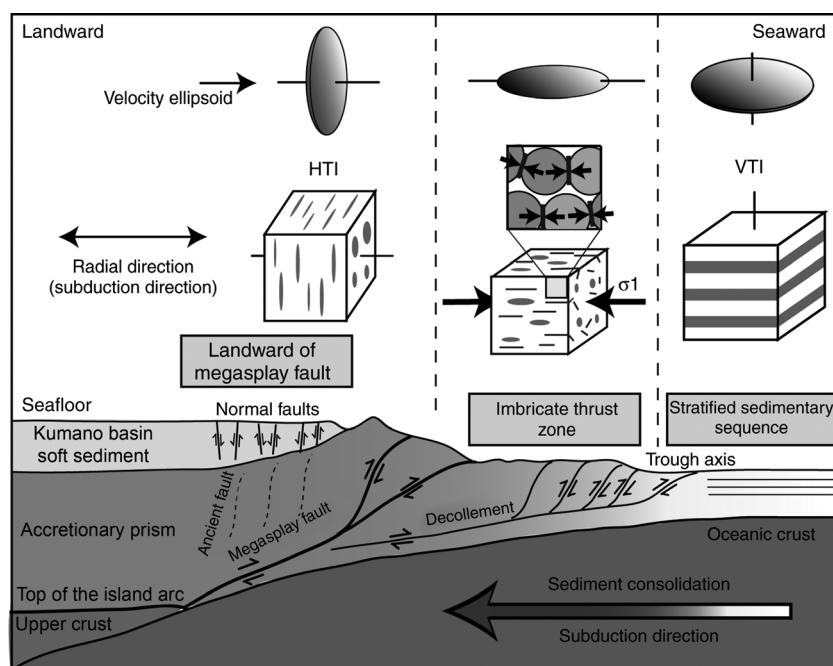 Landward
Seaward
Velocity ellipsoid
HTI
VTI
Radial direction
(subduction direction)
σ1
Landward of
megasplay fault
Imbricate thrust
zone
Stratified sedimentary
sequence
Seafloor
Normal faults
Kumano basin
soft sediment
Trough axis
Ancient fault
Megasplay fault
Decollement
Accretionary prism
Oceanic crust
Top of the island arc
Upper crust
Sediment consolidation
Subduction direction